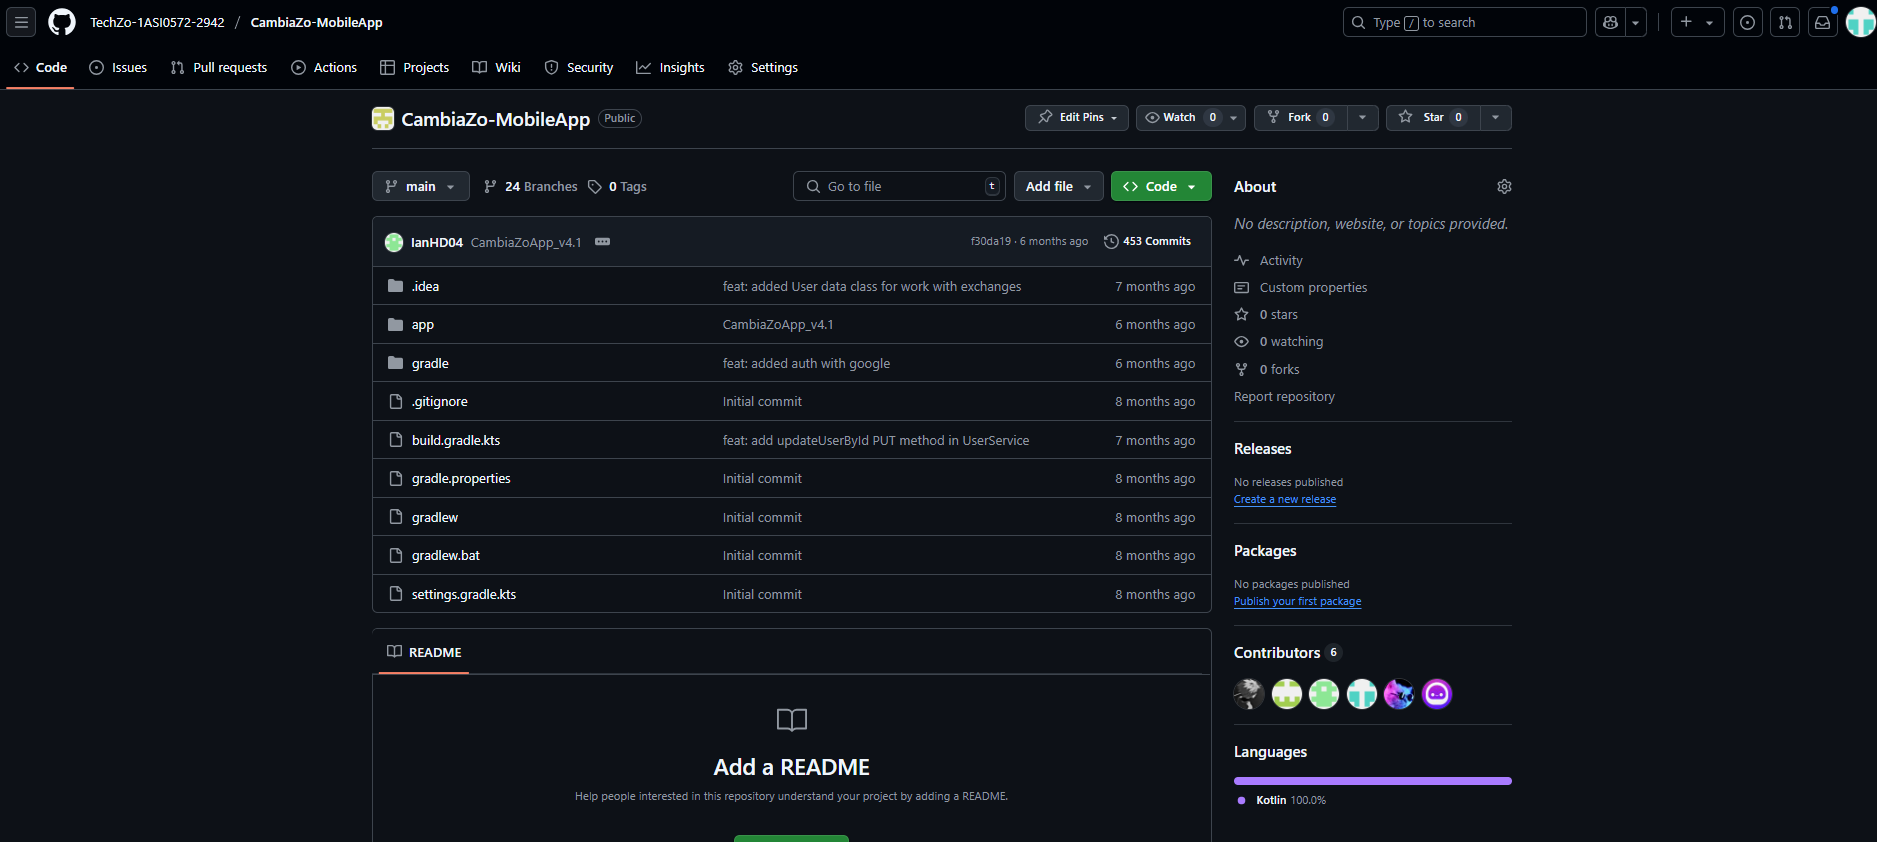 TechZo-1ASI0572-2942 / CambiaZo-MobileApp
Type / to search
Code Issues Pull requests Actions Projects Wiki Security Insights Settings
CambiaZo-MobileApp Public
Edit Pins Watch 0 Fork 0 Star 0
main 24 Branches 0 Tags
Go to file t Add file Code
IanHD04 CambiaZoApp_v4.1 f30da19 · 6 months ago 453 Commits
.idea feat: added User data class for work with exchanges 7 months ago
app CambiaZoApp_v4.1 6 months ago
gradle feat: added auth with google 6 months ago
.gitignore Initial commit 8 months ago
build.gradle.kts feat: add updateUserById PUT method in UserService 7 months ago
gradle.properties Initial commit 8 months ago
gradlew Initial commit 8 months ago
gradlew.bat Initial commit 8 months ago
settings.gradle.kts Initial commit 8 months ago
README
Add a README
Help people interested in this repository understand your project by adding a README.
About
No description, website, or topics provided.
Activity
Custom properties
0 stars
0 watching
0 forks
Report repository
Releases
No releases published
Create a new release
Packages
No packages published
Publish your first package
Contributors 6
Languages
Kotlin 100.0%